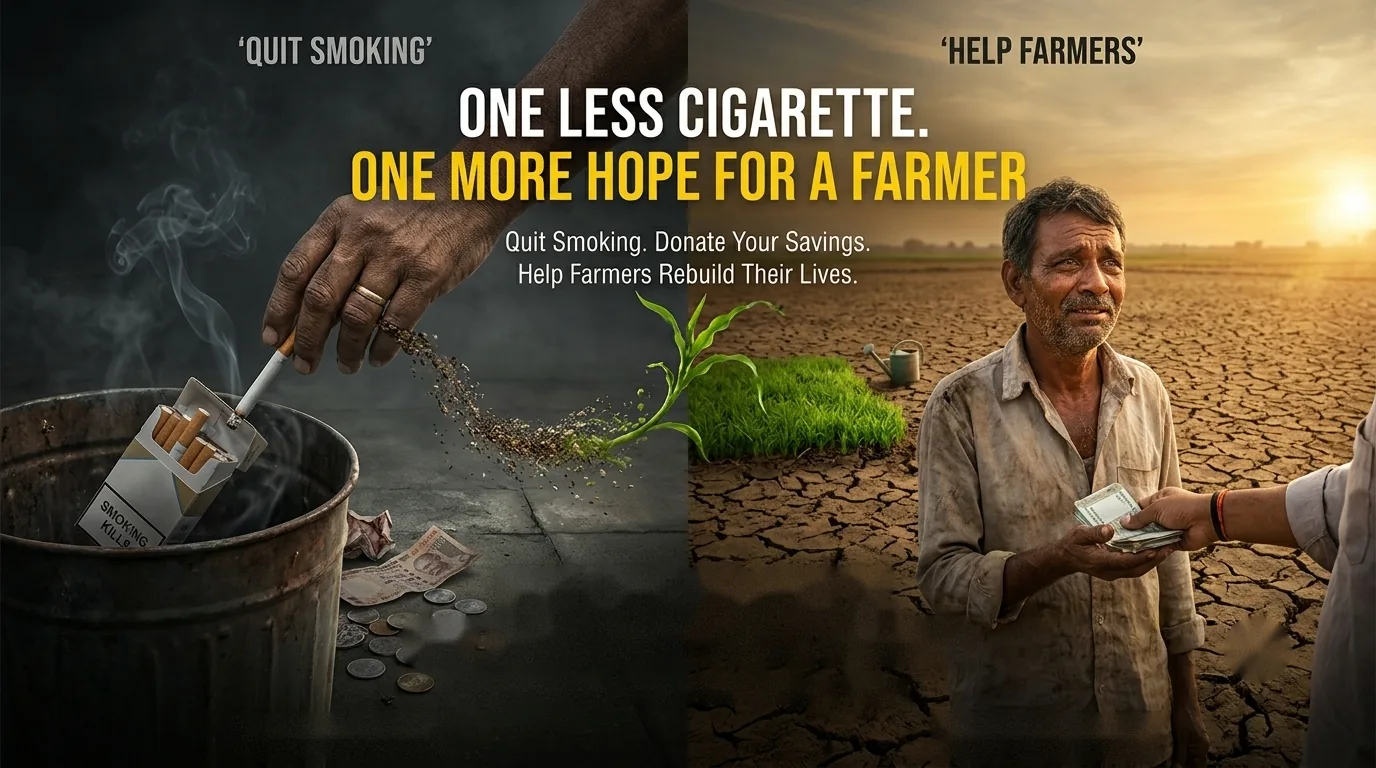 ‘QUIT SMOKING’
‘HELP FARMERS’
ONE LESS CIGARETTE.
ONE MORE HOPE FOR A FARMER
Quit Smoking. Donate Your Savings.
Help Farmers Rebuild Their Lives.
SMOKING
KILLS